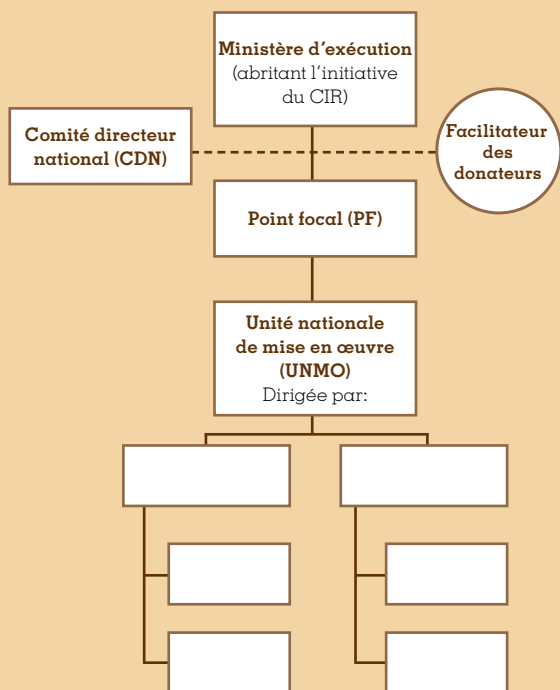 Ministère d’exécution
(abritant l’initiative
du CIR)
Comité directeur
national (CDN)
Facilitateur
des
donateurs
Point focal (PF)
Unité nationale
de mise en œuvre
(UNMO)
Dirigée par: